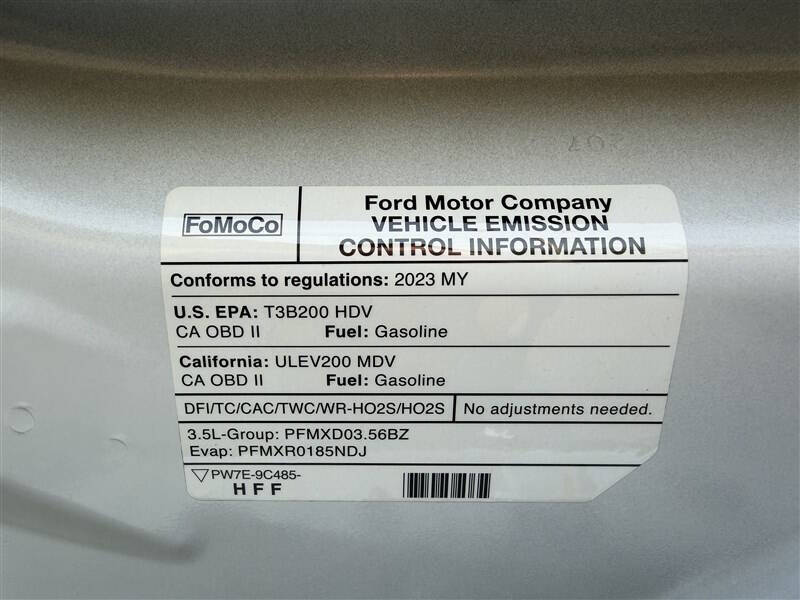 FoMoCo
Ford Motor Company
VEHICLE EMISSION
CONTROL INFORMATION
Conforms to regulations: 2023 MY
U.S. EPA: T3B200 HDV
CA OBD II Fuel: Gasoline
California: ULEV200 MDV
CA OBD II Fuel: Gasoline
DFI/TC/CAC/TWC/WR-HO2S/HO2S No adjustments needed.
3.5L-Group: PFMXD03.56BZ
Evap: PFMXR0185NDJ
PW7E-9C485-
HFF